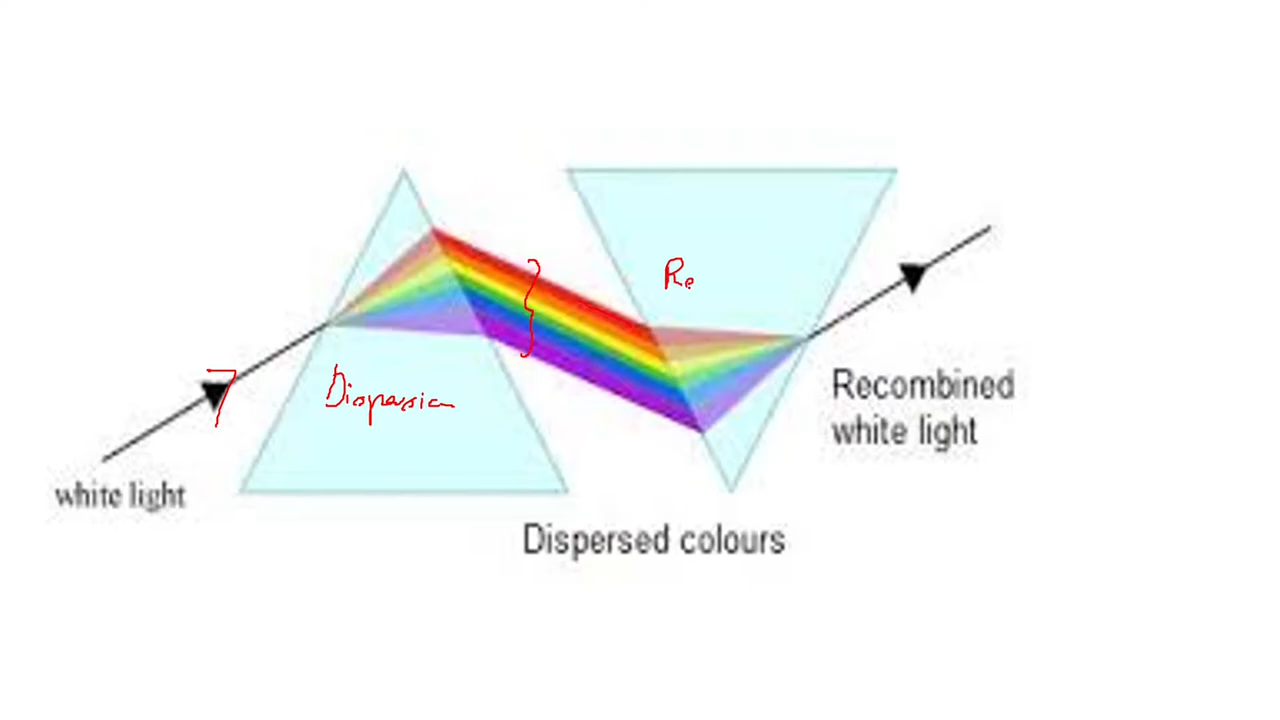 Re
Dispersion
Recombined
white light
white light
Dispersed colours